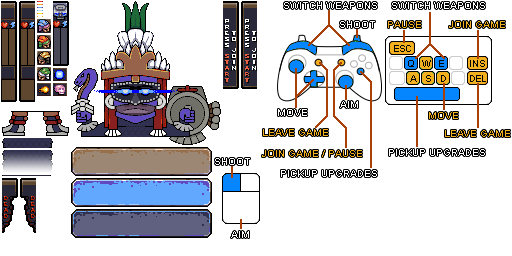 SWITCH WEAPONS
SWITCH WEAPONS
PRESS START
TO JOIN
PRESS START
TO JOIN
SHOOT
PAUSE
JOIN GAME
ESC
Q W E
INS
A S D
DEL
MOVE
AIM
MOVE
LEAVE GAME
LEAVE GAME
JOIN GAME / PAUSE
PICKUP UPGRADES
SHOOT
PICKUP UPGRADES
AIM